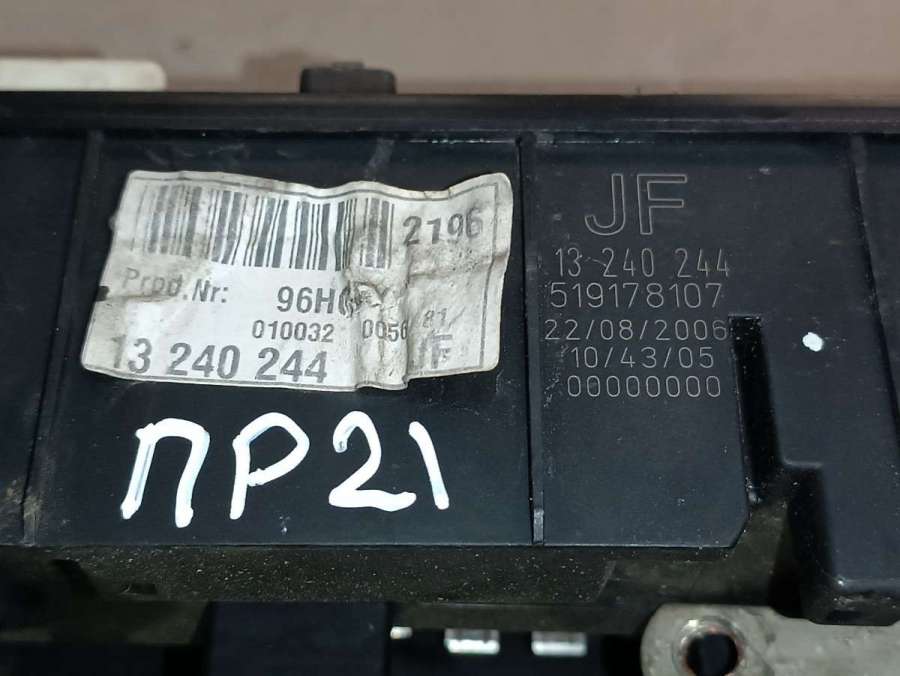 2196
Prod.Nr:
010032 0056
13 240 244 JF
ПР21
JF
13 240 244
519178107
22/08/2006
10/43/05
00000000